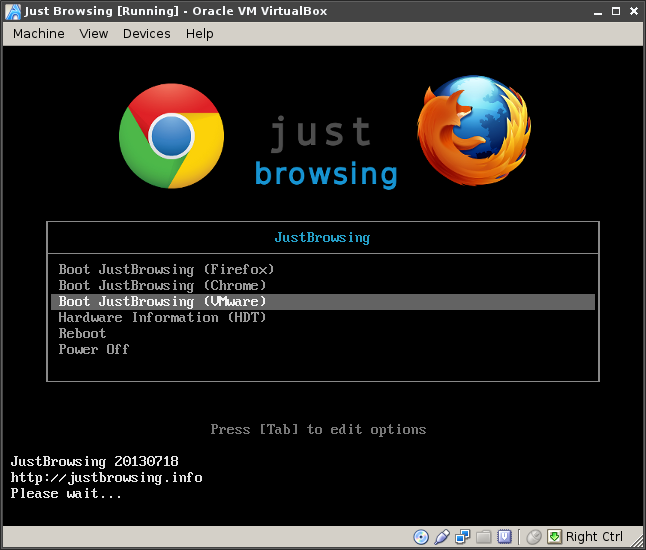 Just Browsing [Running] - Oracle VM VirtualBox
Machine View Devices Help
just
browsing
JustBrowsing
Boot JustBrowsing (Firefox)
Boot JustBrowsing (Chrome)
Boot JustBrowsing (VMware)
Hardware Information (HDT)
Reboot
Power Off
Press [Tab] to edit options
JustBrowsing 20130718
http://justbrowsing.info
Please wait...
Right Ctrl